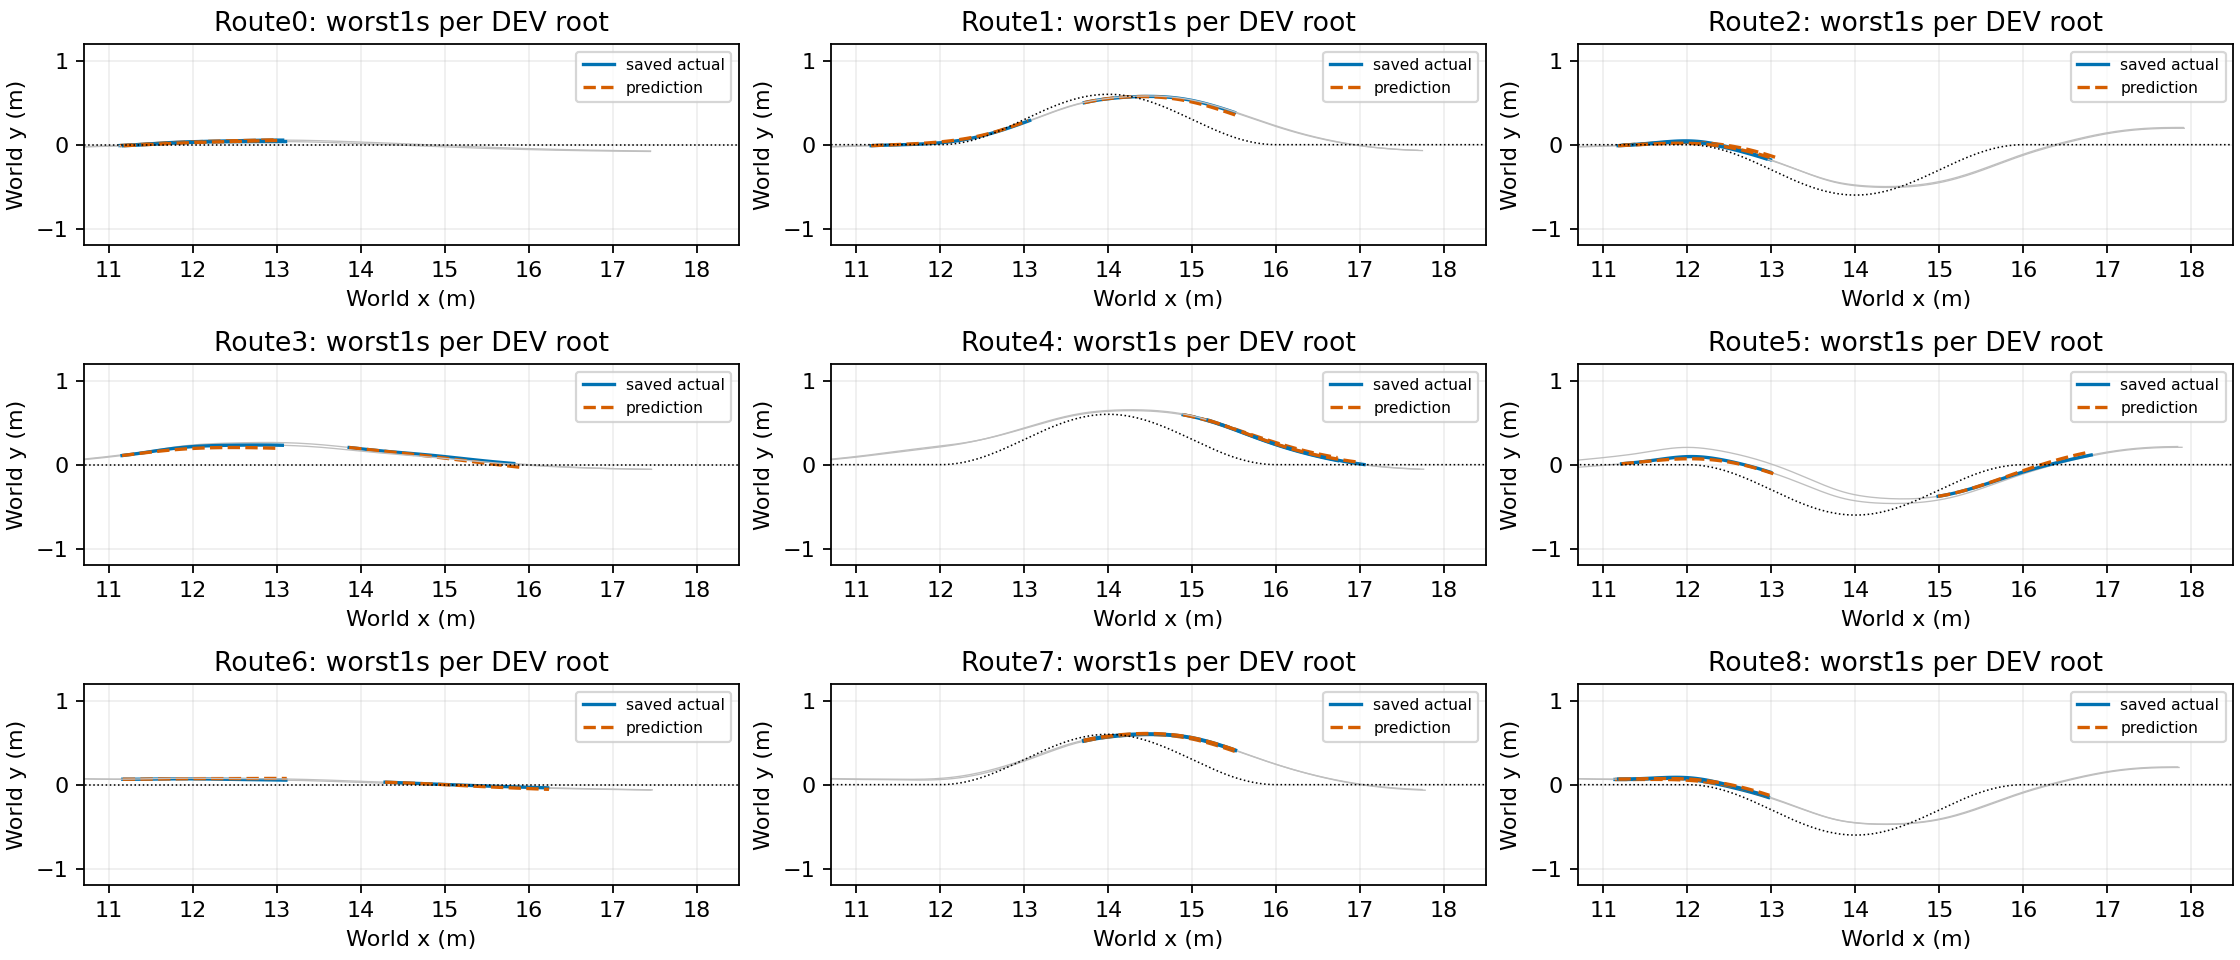 Route0: worst1s per DEV root
World y (m)
1
0
−1
saved actual
prediction
11 12 13 14 15 16 17 18
World x (m)
Route1: worst1s per DEV root
World y (m)
1
0
−1
saved actual
prediction
11 12 13 14 15 16 17 18
World x (m)
Route2: worst1s per DEV root
World y (m)
1
0
−1
saved actual
prediction
11 12 13 14 15 16 17 18
World x (m)
Route3: worst1s per DEV root
World y (m)
1
0
−1
saved actual
prediction
11 12 13 14 15 16 17 18
World x (m)
Route4: worst1s per DEV root
World y (m)
1
0
−1
saved actual
prediction
11 12 13 14 15 16 17 18
World x (m)
Route5: worst1s per DEV root
World y (m)
1
0
−1
saved actual
prediction
11 12 13 14 15 16 17 18
World x (m)
Route6: worst1s per DEV root
World y (m)
1
0
−1
saved actual
prediction
11 12 13 14 15 16 17 18
World x (m)
Route7: worst1s per DEV root
World y (m)
1
0
−1
saved actual
prediction
11 12 13 14 15 16 17 18
World x (m)
Route8: worst1s per DEV root
World y (m)
1
0
−1
saved actual
prediction
11 12 13 14 15 16 17 18
World x (m)